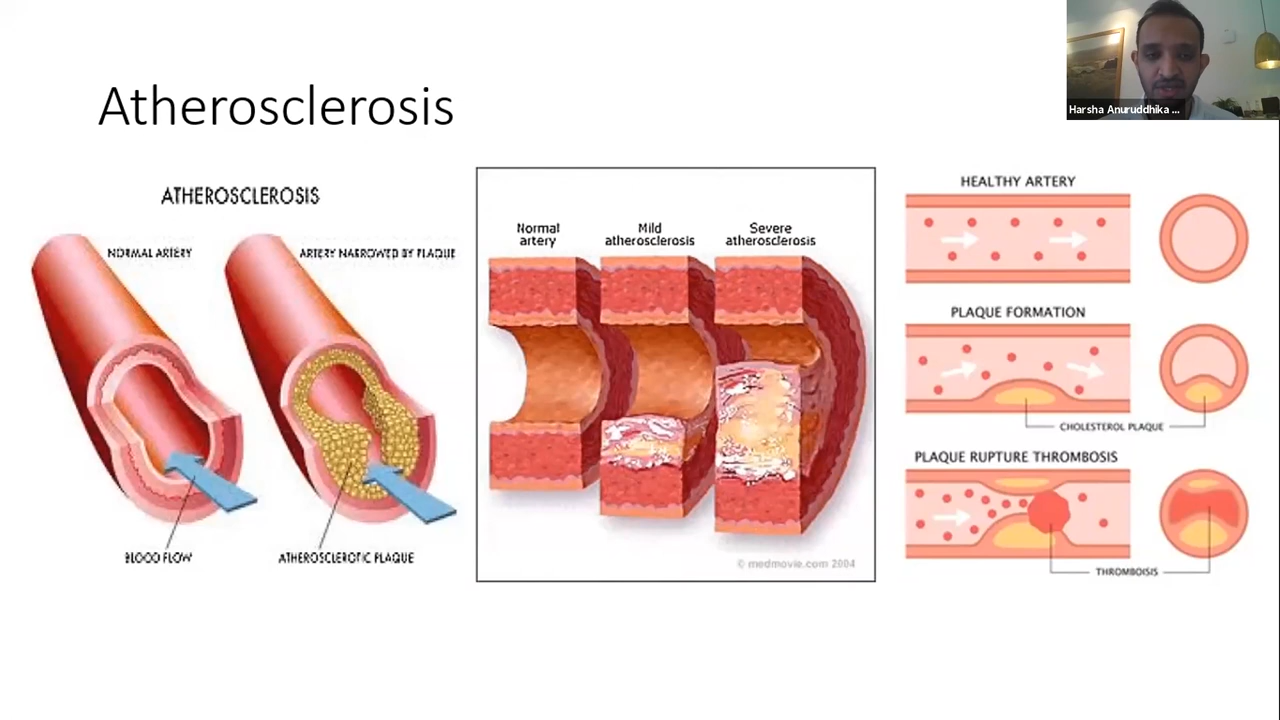 Atherosclerosis
Harsha Anuruddhika ...
ATHEROSCLEROSIS
NORMAL ARTERY
ARTERY NARROWED BY PLAQUE
BLOOD FLOW
ATHEROSCLEROTIC PLAQUE
Normal
artery
Mild
atherosclerosis
Severe
atherosclerosis
© medmovie.com 2004
HEALTHY ARTERY
PLAQUE FORMATION
CHOLESTEROL PLAQUE
PLAQUE RUPTURE THROMBOSIS
THROMBOISIS